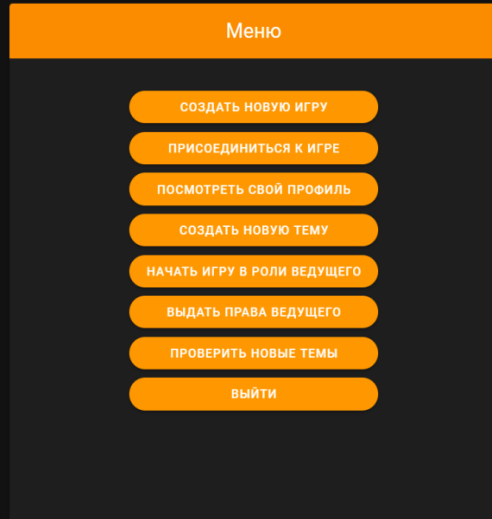 Меню
СОЗДАТЬ НОВУЮ ИГРУ
ПРИСОЕДИНИТЬСЯ К ИГРЕ
ПОСМОТРЕТЬ СВОЙ ПРОФИЛЬ
СОЗДАТЬ НОВУЮ ТЕМУ
НАЧАТЬ ИГРУ В РОЛИ ВЕДУЩЕГО
ВЫДАТЬ ПРАВА ВЕДУЩЕГО
ПРОВЕРИТЬ НОВЫЕ ТЕМЫ
ВЫЙТИ